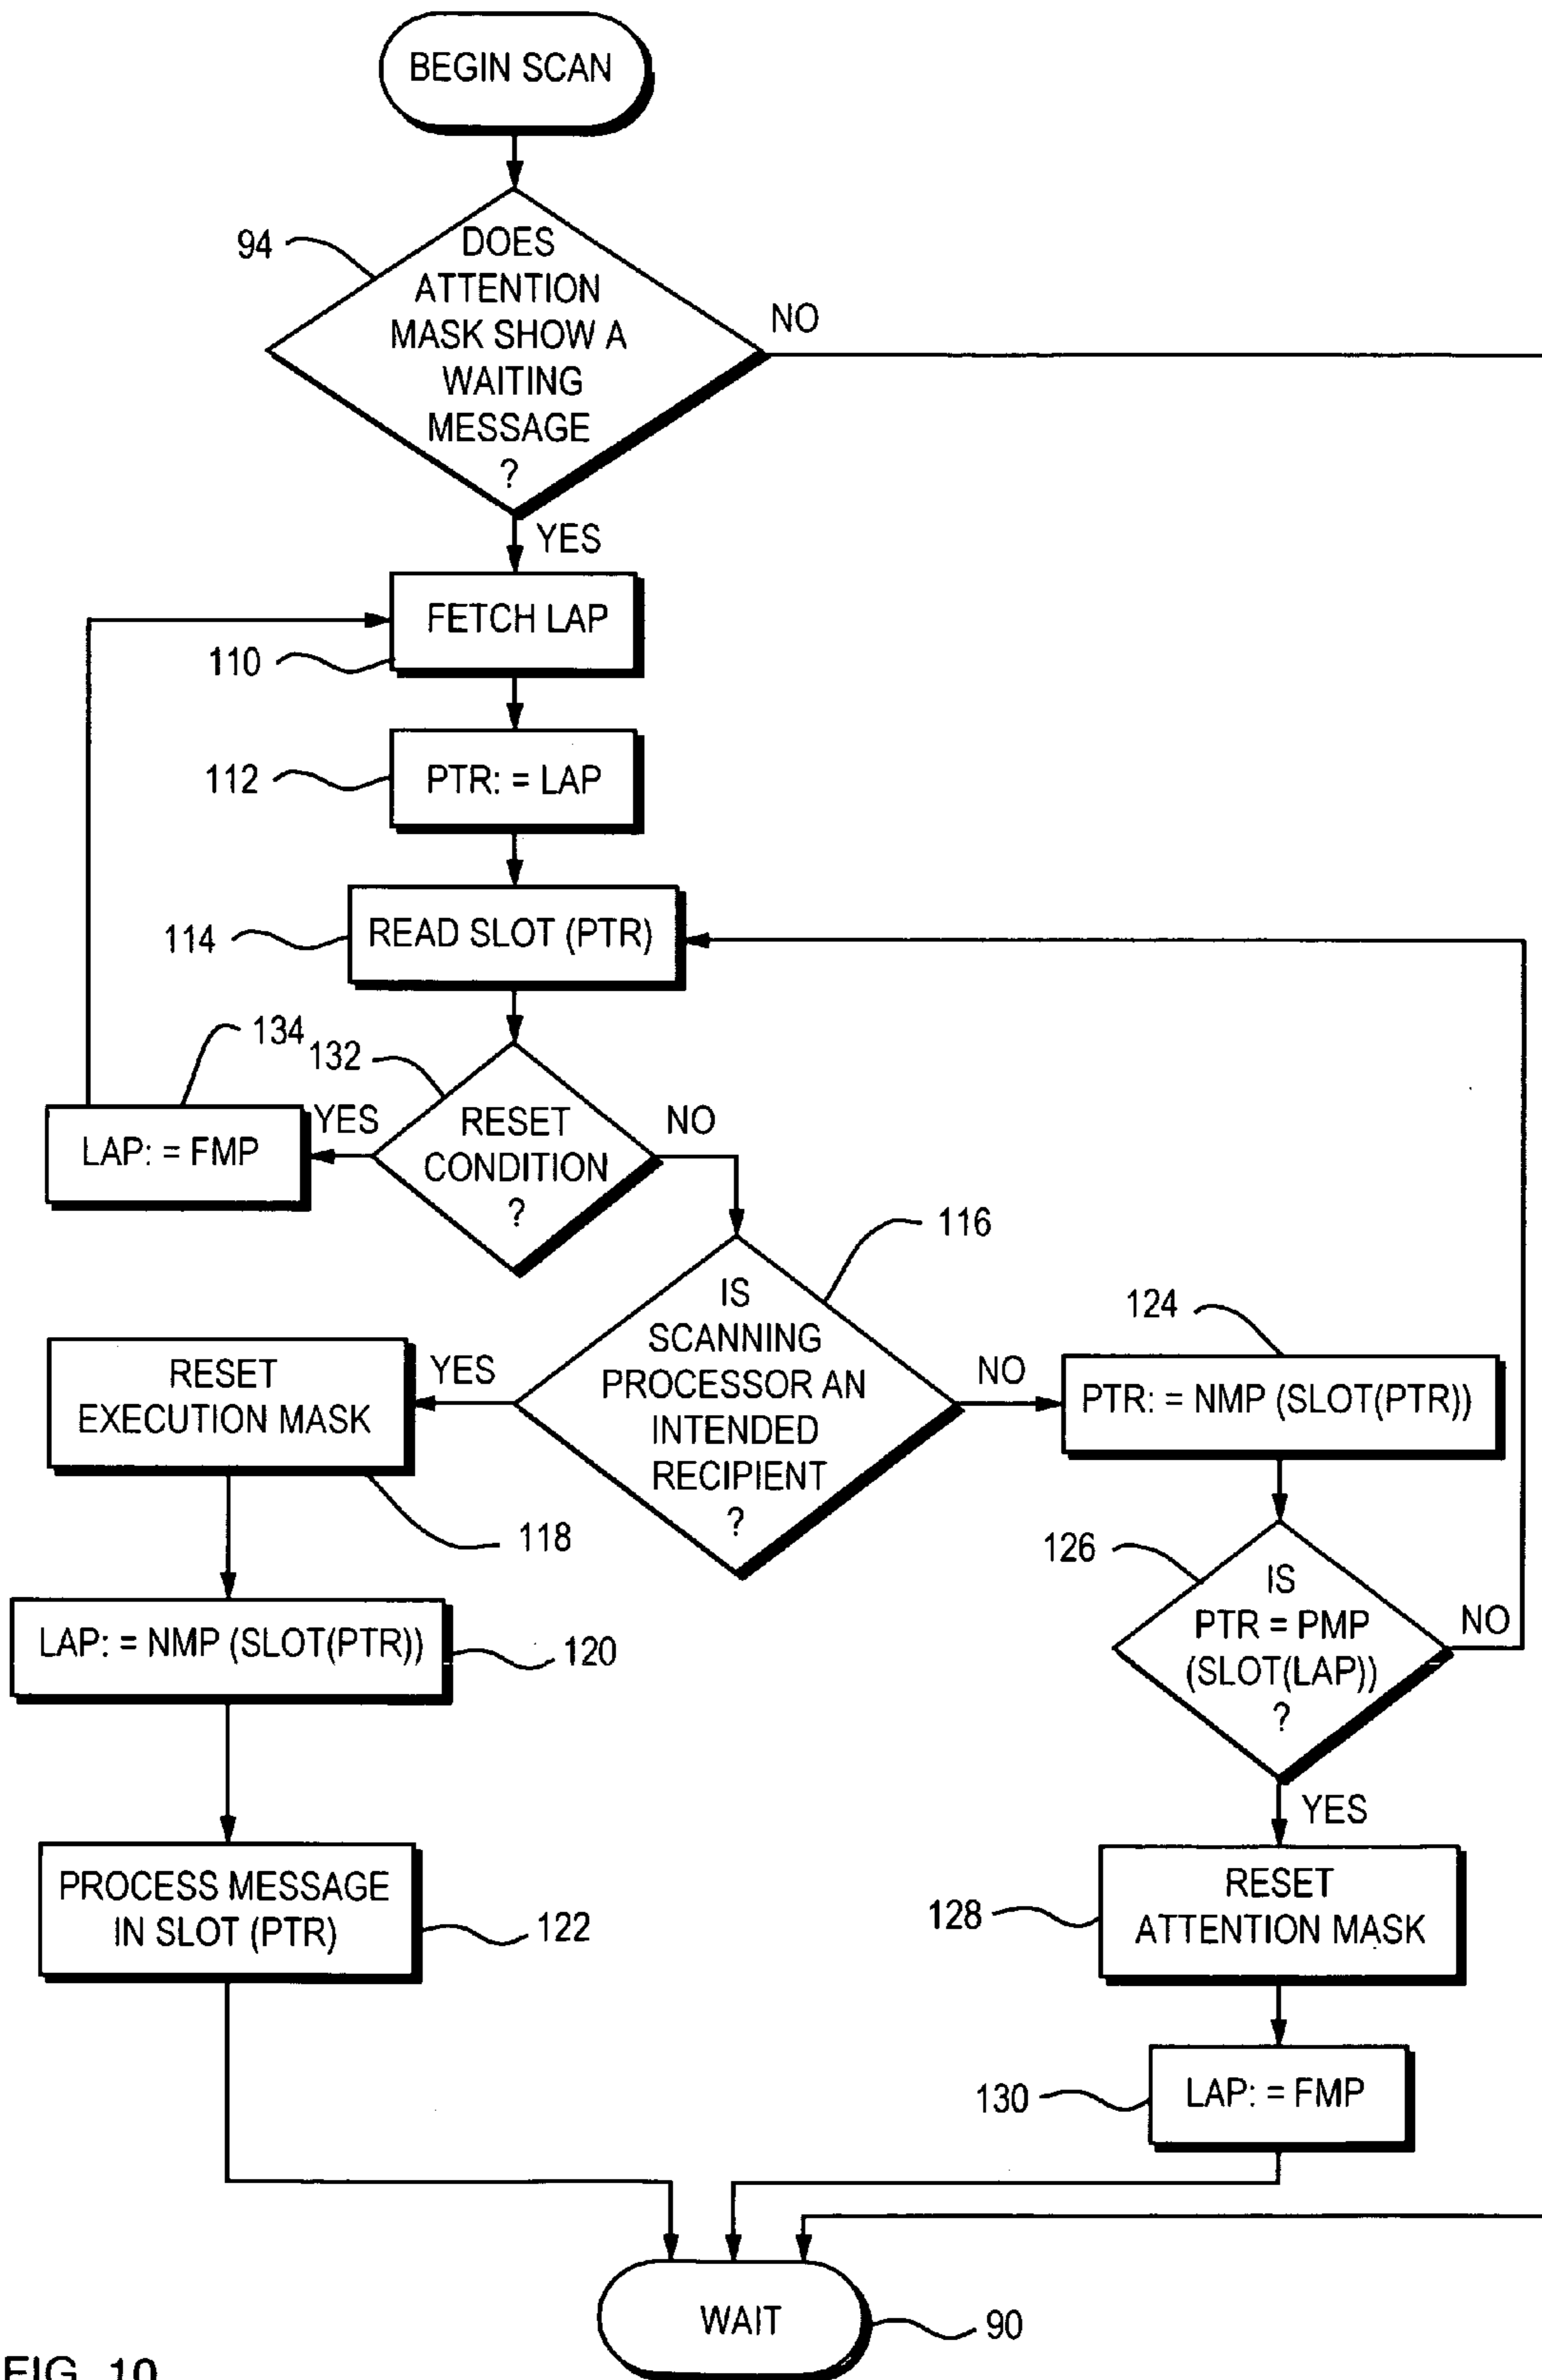 BEGIN SCAN
94
DOES
ATTENTION
MASK SHOW A
WAITING
MESSAGE
?
NO
YES
FETCH LAP
110
112
PTR: = LAP
114
READ SLOT (PTR)
134
132
LAP: = FMP
YES
RESET
CONDITION
?
NO
116
IS
SCANNING
PROCESSOR AN
INTENDED
RECIPIENT
?
YES
NO
RESET
EXECUTION MASK
118
124
PTR: = NMP (SLOT(PTR))
LAP: = NMP (SLOT(PTR))
120
126
IS
PTR = PMP
(SLOT(LAP))
?
NO
YES
PROCESS MESSAGE
IN SLOT (PTR)
122
128
RESET
ATTENTION MASK
130
LAP: = FMP
WAIT
90
FIG. 10